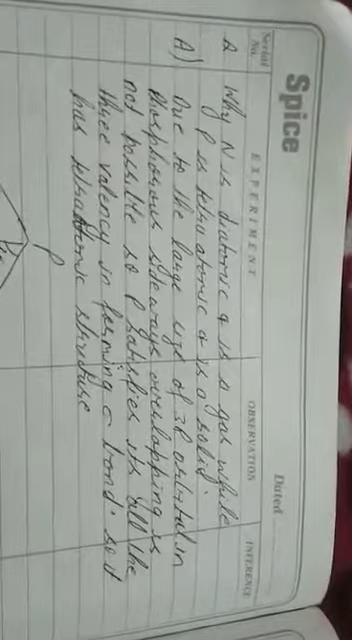 Spice
Dated
Serial No.
EXPERIMENT
OBSERVATION
INFERENCE
Q Why N is diatomic & is a gas while
P is tetra atomic & is a solid.
A) Due to the large size of 3P orbital in
Phosphorous sideways overlapping is
not possible so P satisfies its all the
three valency in forming σ bond so it
has tetraatomic structure
P